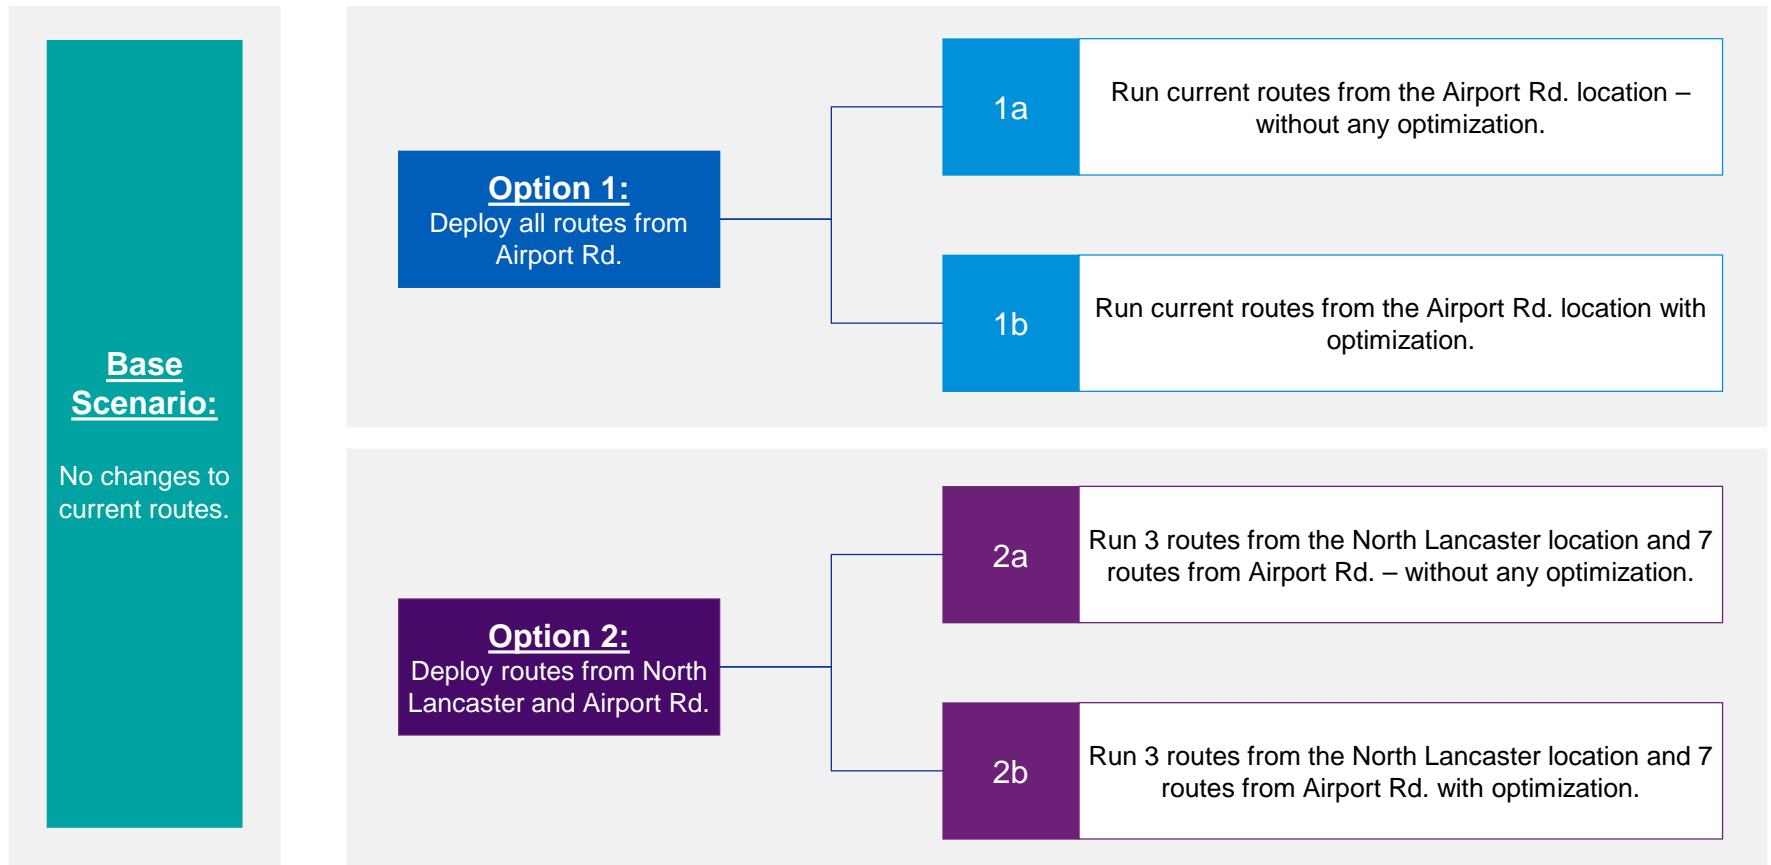 Base
Scenario:
No changes to
current routes.
Option 1:
Deploy all routes from
Airport Rd.
1a
Run current routes from the Airport Rd. location –
without any optimization.
1b
Run current routes from the Airport Rd. location with
optimization.
Option 2:
Deploy routes from North
Lancaster and Airport Rd.
2a
Run 3 routes from the North Lancaster location and 7
routes from Airport Rd. – without any optimization.
2b
Run 3 routes from the North Lancaster location and 7
routes from Airport Rd. with optimization.